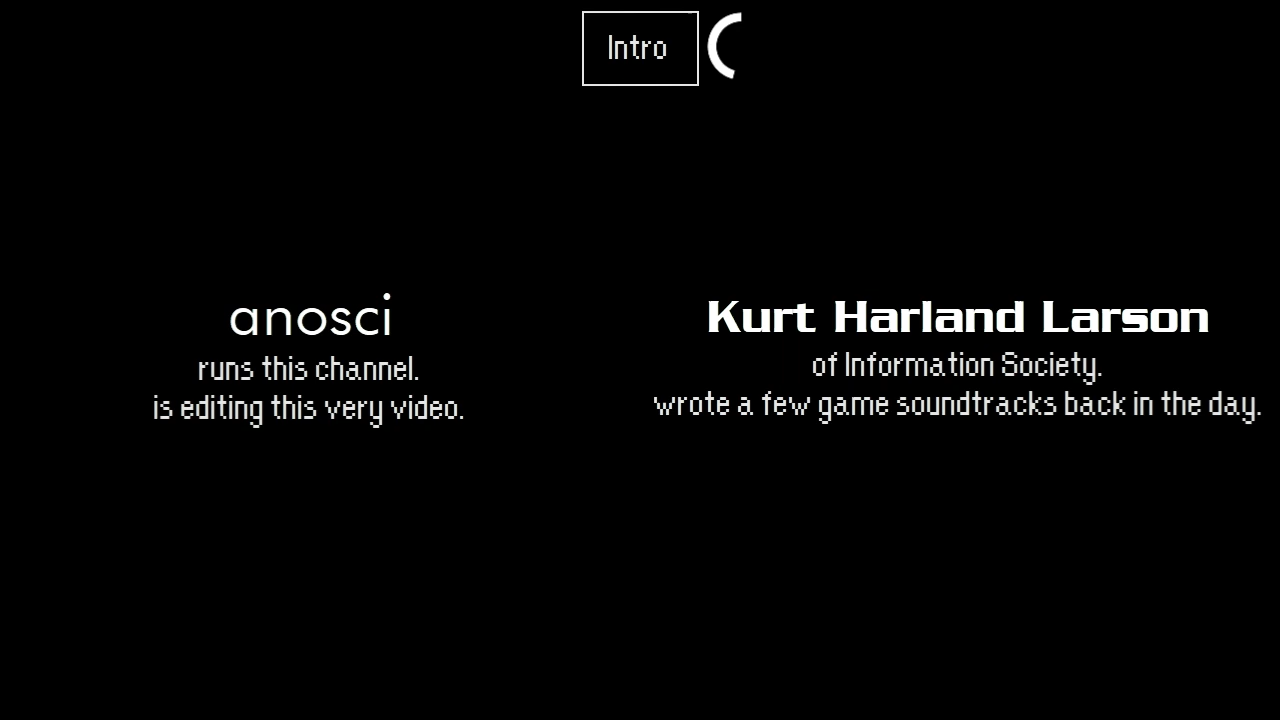 Intro
anosci
runs this channel.
is editing this very video.
Kurt Harland Larson
of Information Society.
wrote a few game soundtracks back in the day.